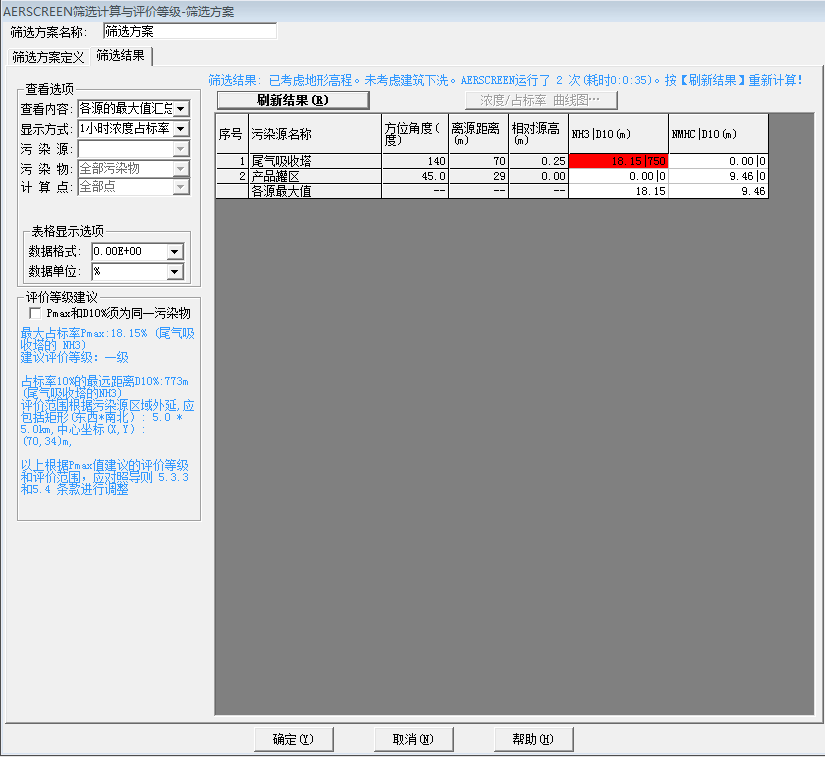 AERSCREEN筛选计算与评价等级-筛选方案
筛选方案名称: 筛选方案
筛选方案定义 筛选结果
筛选结果: 已考虑地形高程。未考虑建筑下洗。AERSCREEN运行了 2 次(耗时0:0:35)。按【刷新结果】重新计算!
查看选项
查看内容: 各源的最大值汇总
显示方式: 1小时浓度占标率
污 染 源:
污 染 物: 全部污染物
计 算 点: 全部点
表格显示选项
数据格式: 0.00E+00
数据单位: %
评价等级建议
Pmax和D10%须为同一污染物
最大占标率Pmax:18.15% (尾气吸
收塔的 NH3)
建议评价等级: 一级
占标率10%的最远距离D10%:773m
(尾气吸收塔的NH3)
评价范围根据污染源区域外延,应
包括矩形(东西*南北): 5.0 *
5.0km,中心坐标(X,Y):
(70,34)m,
以上根据Pmax值建议的评价等级
和评价范围, 应对照导则 5.3.3
和5.4 条款进行调整
刷新结果(R) 浓度/占标率 曲线图…
序号 污染源名称 方位角度(度) 离源距离(m) 相对源高(m) NH3|D10(m) NMHC|D10(m)
1 尾气吸收塔 140 70 0.25 18.15|750 0.00|0
2 产品罐区 45.0 29 0.00 0.00|0 9.46|0
各源最大值 -- -- -- 18.15 9.46
确定(Y) 取消(N) 帮助(H)